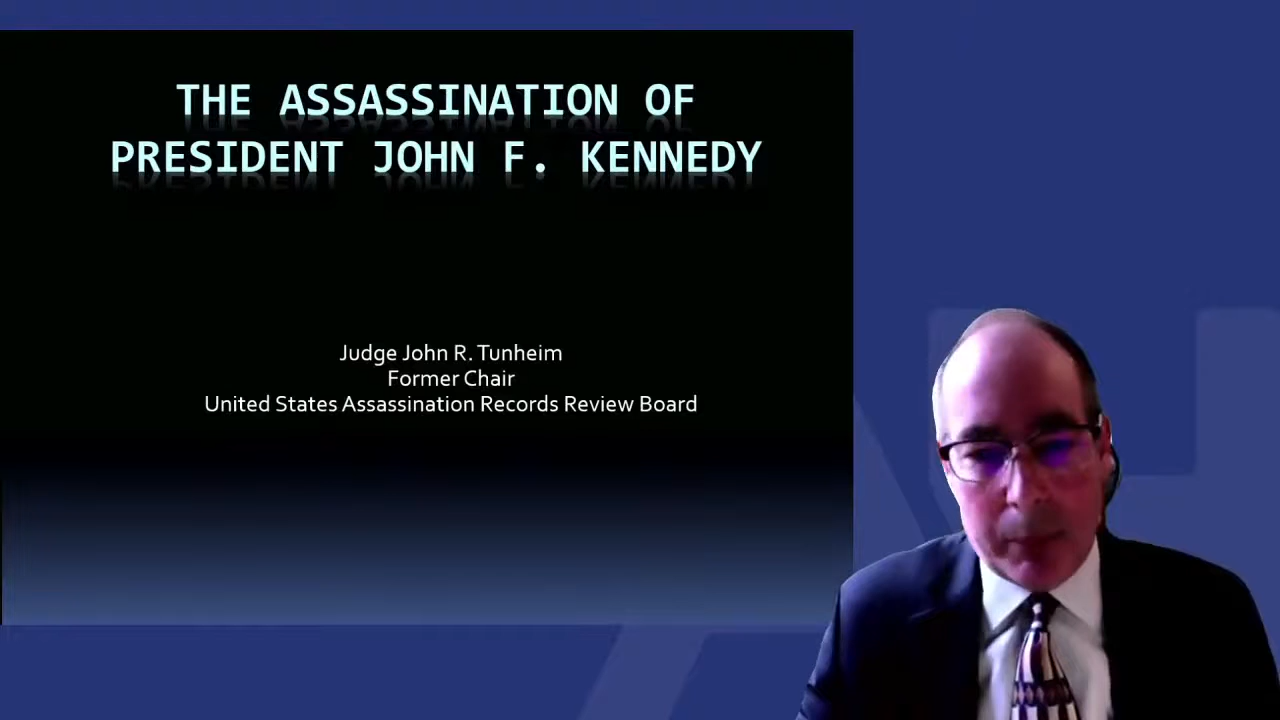 THE ASSASSINATION OF
PRESIDENT JOHN F. KENNEDY
Judge John R. Tunheim
Former Chair
United States Assassination Records Review Board